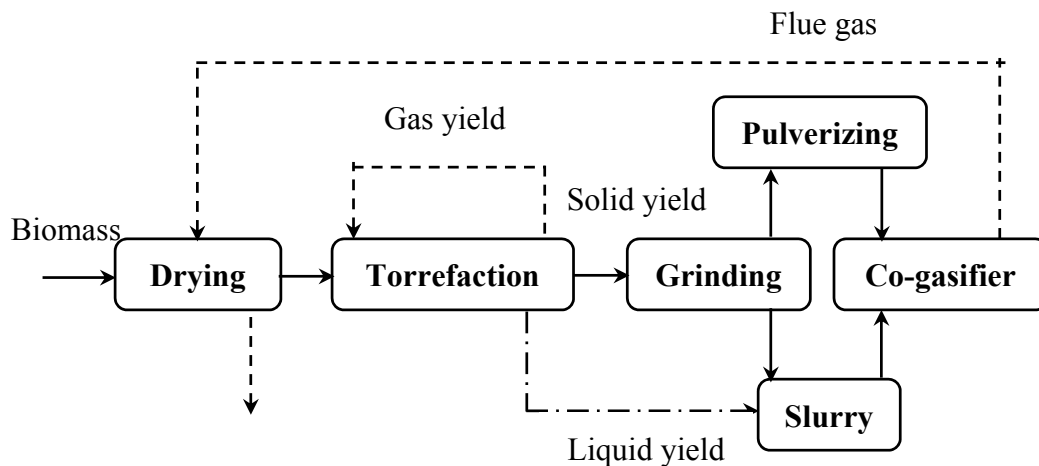 Flue gas
Gas yield
Pulverizing
Solid yield
Biomass
Drying
Torrefaction
Grinding
Co-gasifier
Slurry
Liquid yield